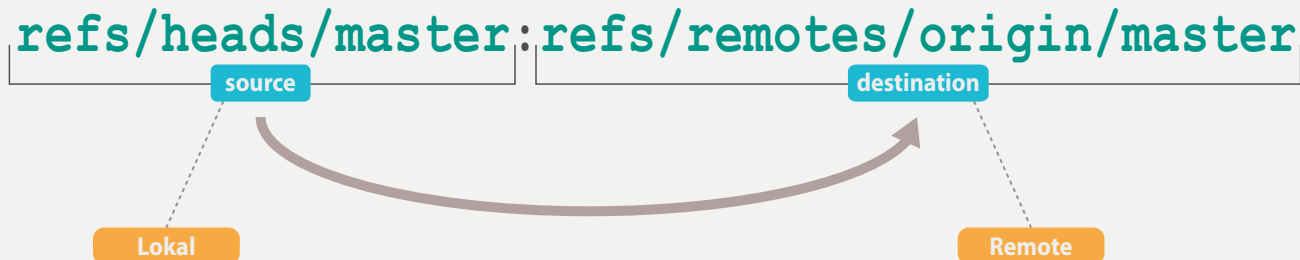 refs/heads/master:refs/remotes/origin/master
source destination
Lokal Remote